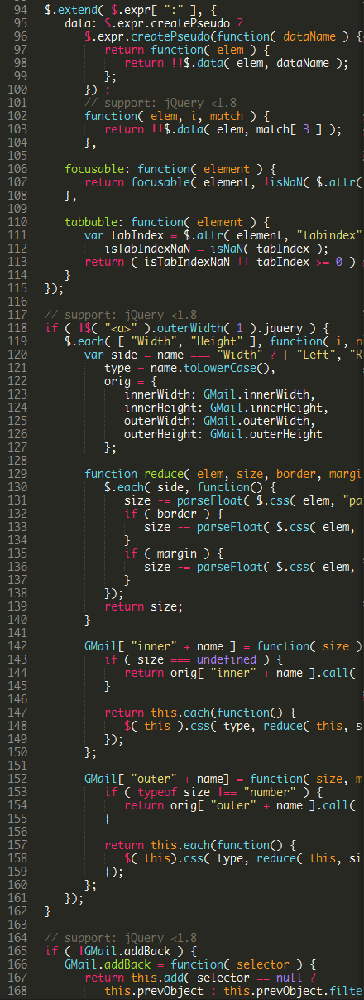 94 $.extend( $.expr[ ":" ], {
95 data: $.expr.createPseudo ?
96 $.expr.createPseudo(function( dataName ) {
97 return function( elem ) {
98 return !!$.data( elem, dataName );
99 };
100 }) :
101 // support: jQuery <1.8
102 function( elem, i, match ) {
103 return !!$.data( elem, match[ 3 ] );
104 },
105
106 focusable: function( element ) {
107 return focusable( element, !isNaN( $.attr(
108 },
109
110 tabbable: function( element ) {
111 var tabIndex = $.attr( element, "tabindex"
112 isTabIndexNaN = isNaN( tabIndex );
113 return ( isTabIndexNaN || tabIndex >= 0 )
114 }
115 });
116
117 // support: jQuery <1.8
118 if ( !$( "<a>" ).outerWidth( 1 ).jquery ) {
119 $.each( [ "Width", "Height" ], function( i, n
120 var side = name === "Width" ? [ "Left", "R
121 type = name.toLowerCase(),
122 orig = {
123 innerWidth: GMail.innerWidth,
124 innerHeight: GMail.innerHeight,
125 outerWidth: GMail.outerWidth,
126 outerHeight: GMail.outerHeight
127 };
128
129 function reduce( elem, size, border, margi
130 $.each( side, function() {
131 size -= parseFloat( $.css( elem, "pa
132 if ( border ) {
133 size -= parseFloat( $.css( elem,
134 }
135 if ( margin ) {
136 size -= parseFloat( $.css( elem,
137 }
138 });
139 return size;
140 }
141
142 GMail[ "inner" + name ] = function( size )
143 if ( size === undefined ) {
144 return orig[ "inner" + name ].call(
145 }
146
147 return this.each(function() {
148 $( this ).css( type, reduce( this, s
149 });
150 };
151
152 GMail[ "outer" + name] = function( size, m
153 if ( typeof size !== "number" ) {
154 return orig[ "outer" + name ].call(
155 }
156
157 return this.each(function() {
158 $( this).css( type, reduce( this, si
159 });
160 };
161 });
162 }
163
164 // support: jQuery <1.8
165 if ( !GMail.addBack ) {
166 GMail.addBack = function( selector ) {
167 return this.add( selector == null ?
168 this.prevObject : this.prevObject.filte